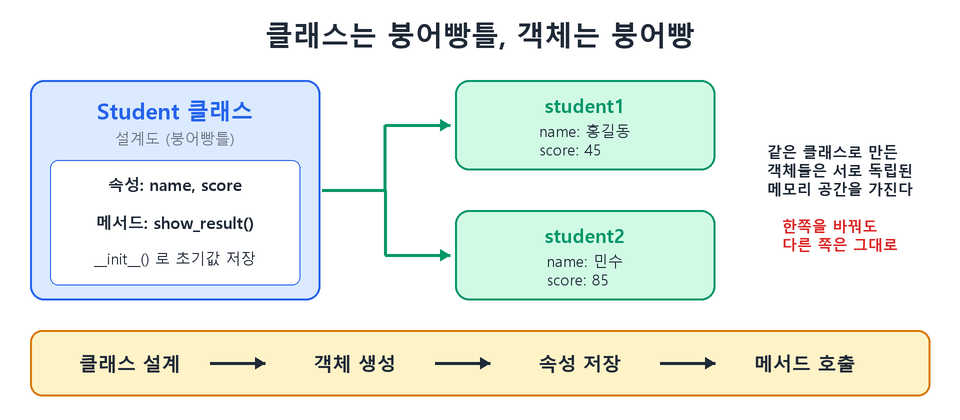 클래스는 붕어빵틀, 객체는 붕어빵
Student 클래스
설계도 (붕어빵틀)
속성: name, score
메서드: show_result()
__init__() 로 초기값 저장
student1
name: 홍길동
score: 45
student2
name: 민수
score: 85
같은 클래스로 만든
객체들은 서로 독립된
메모리 공간을 가진다
한쪽을 바꿔도
다른 쪽은 그대로
클래스 설계
객체 생성
속성 저장
메서드 호출